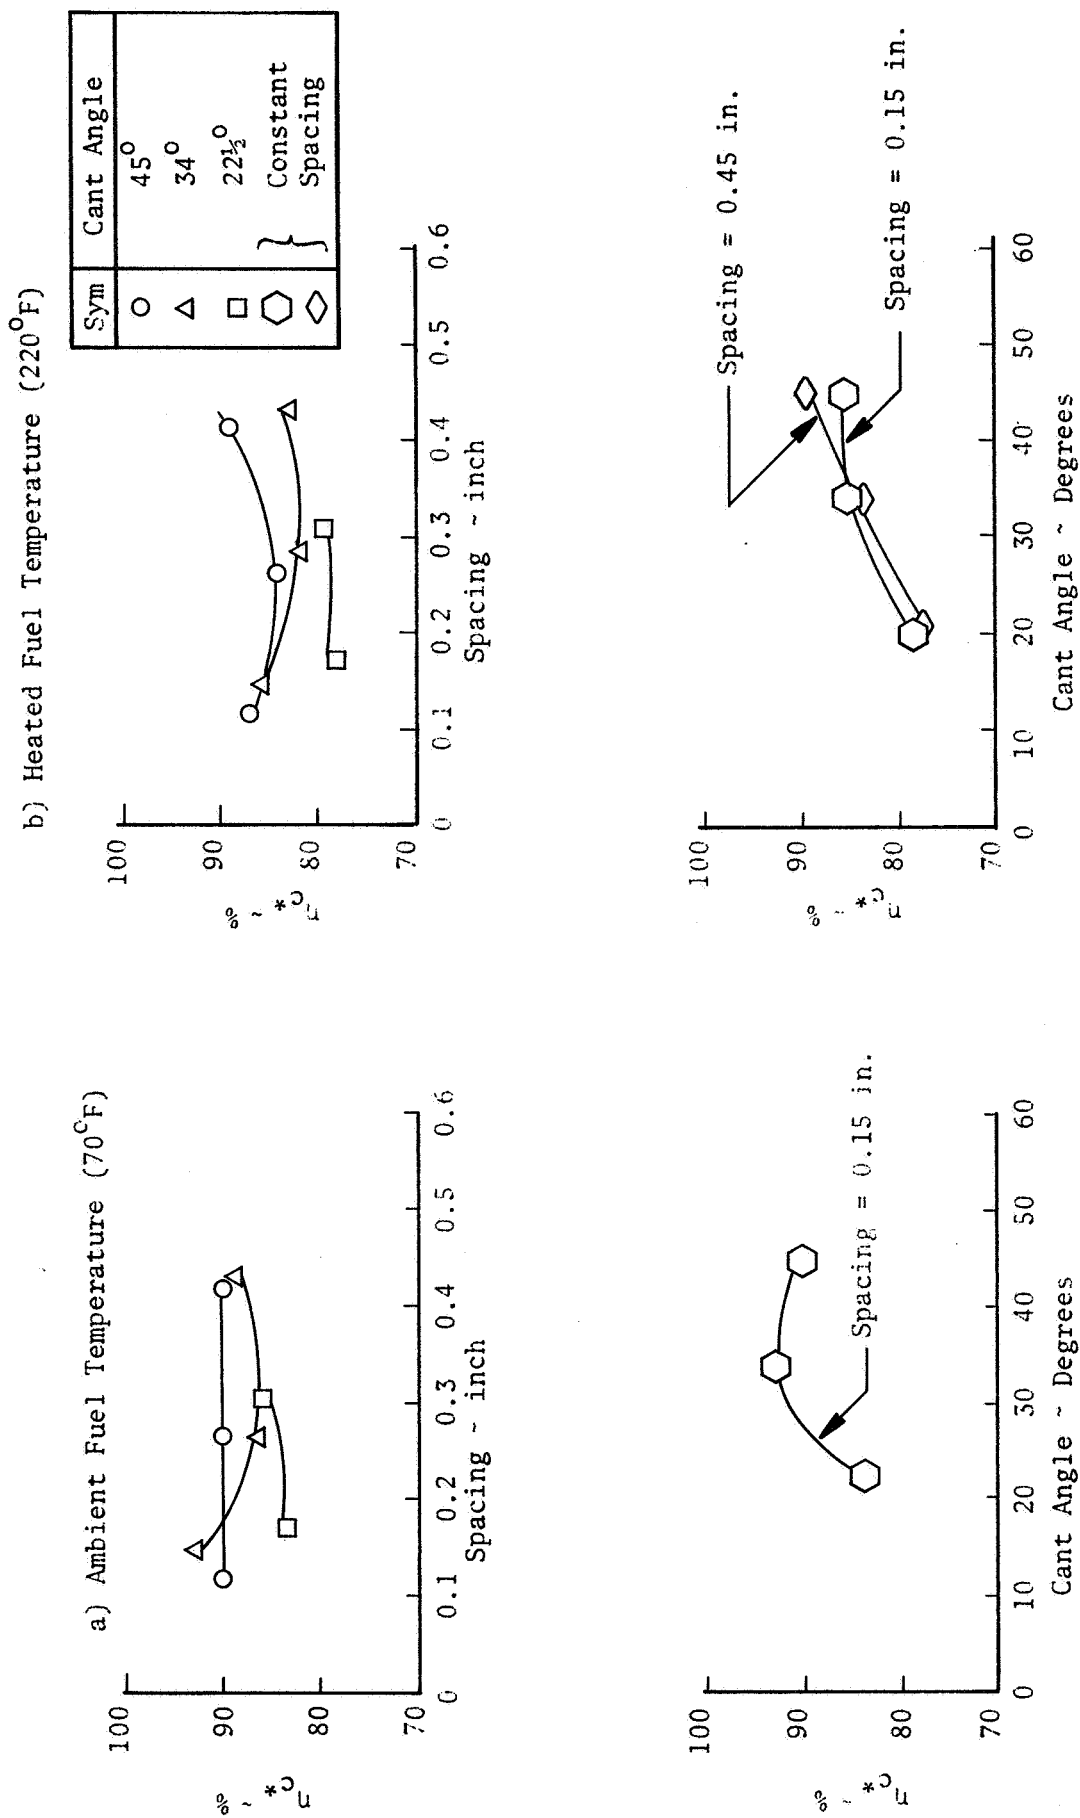 a) Ambient Fuel Temperature (70°F)
100
90
80
70
ηc* ~ %
0 0.1 0.2 0.3 0.4 0.5 0.6
Spacing ~ inch
100
90
80
70
ηc* ~ %
Spacing = 0.15 in.
0 10 20 30 40 50 60
Cant Angle ~ Degrees
b) Heated Fuel Temperature (220°F)
Sym Cant Angle
45°
34°
22½°
Constant
Spacing
100
90
80
70
ηc* ~ %
0 0.1 0.2 0.3 0.4 0.5 0.6
Spacing ~ inch
100
90
80
70
ηc* ~ %
Spacing = 0.45 in.
Spacing = 0.15 in.
0 10 20 30 40 50 60
Cant Angle ~ Degrees